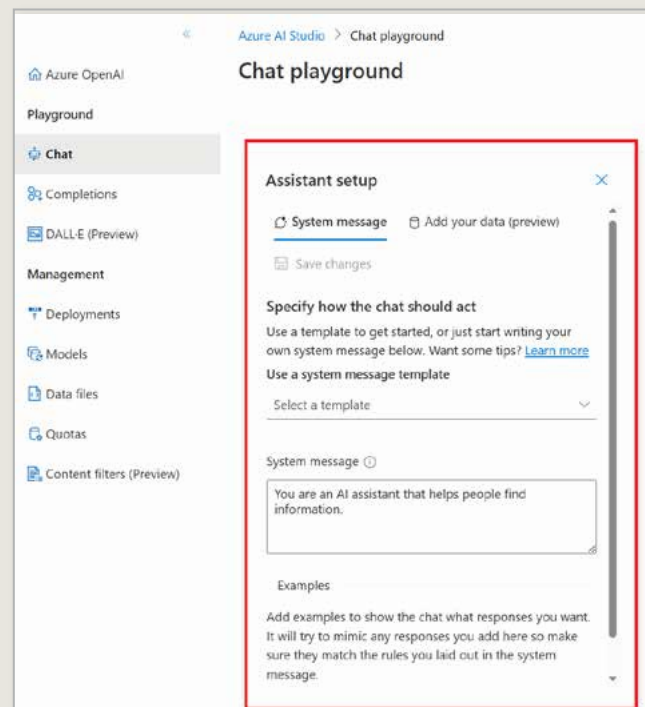 Azure AI Studio > Chat playground
Chat playground
Azure OpenAI
Playground
Chat
Completions
DALL-E (Preview)
Management
Deployments
Models
Data files
Quotas
Content filters (Preview)
Assistant setup
System message
Add your data (preview)
Save changes
Specify how the chat should act
Use a template to get started, or just start writing your
own system message below. Want some tips? Learn more
Use a system message template
Select a template
System message
You are an AI assistant that helps people find
information.
Examples
Add examples to show the chat what responses you want.
It will try to mimic any responses you add here so make
sure they match the rules you laid out in the system
message.